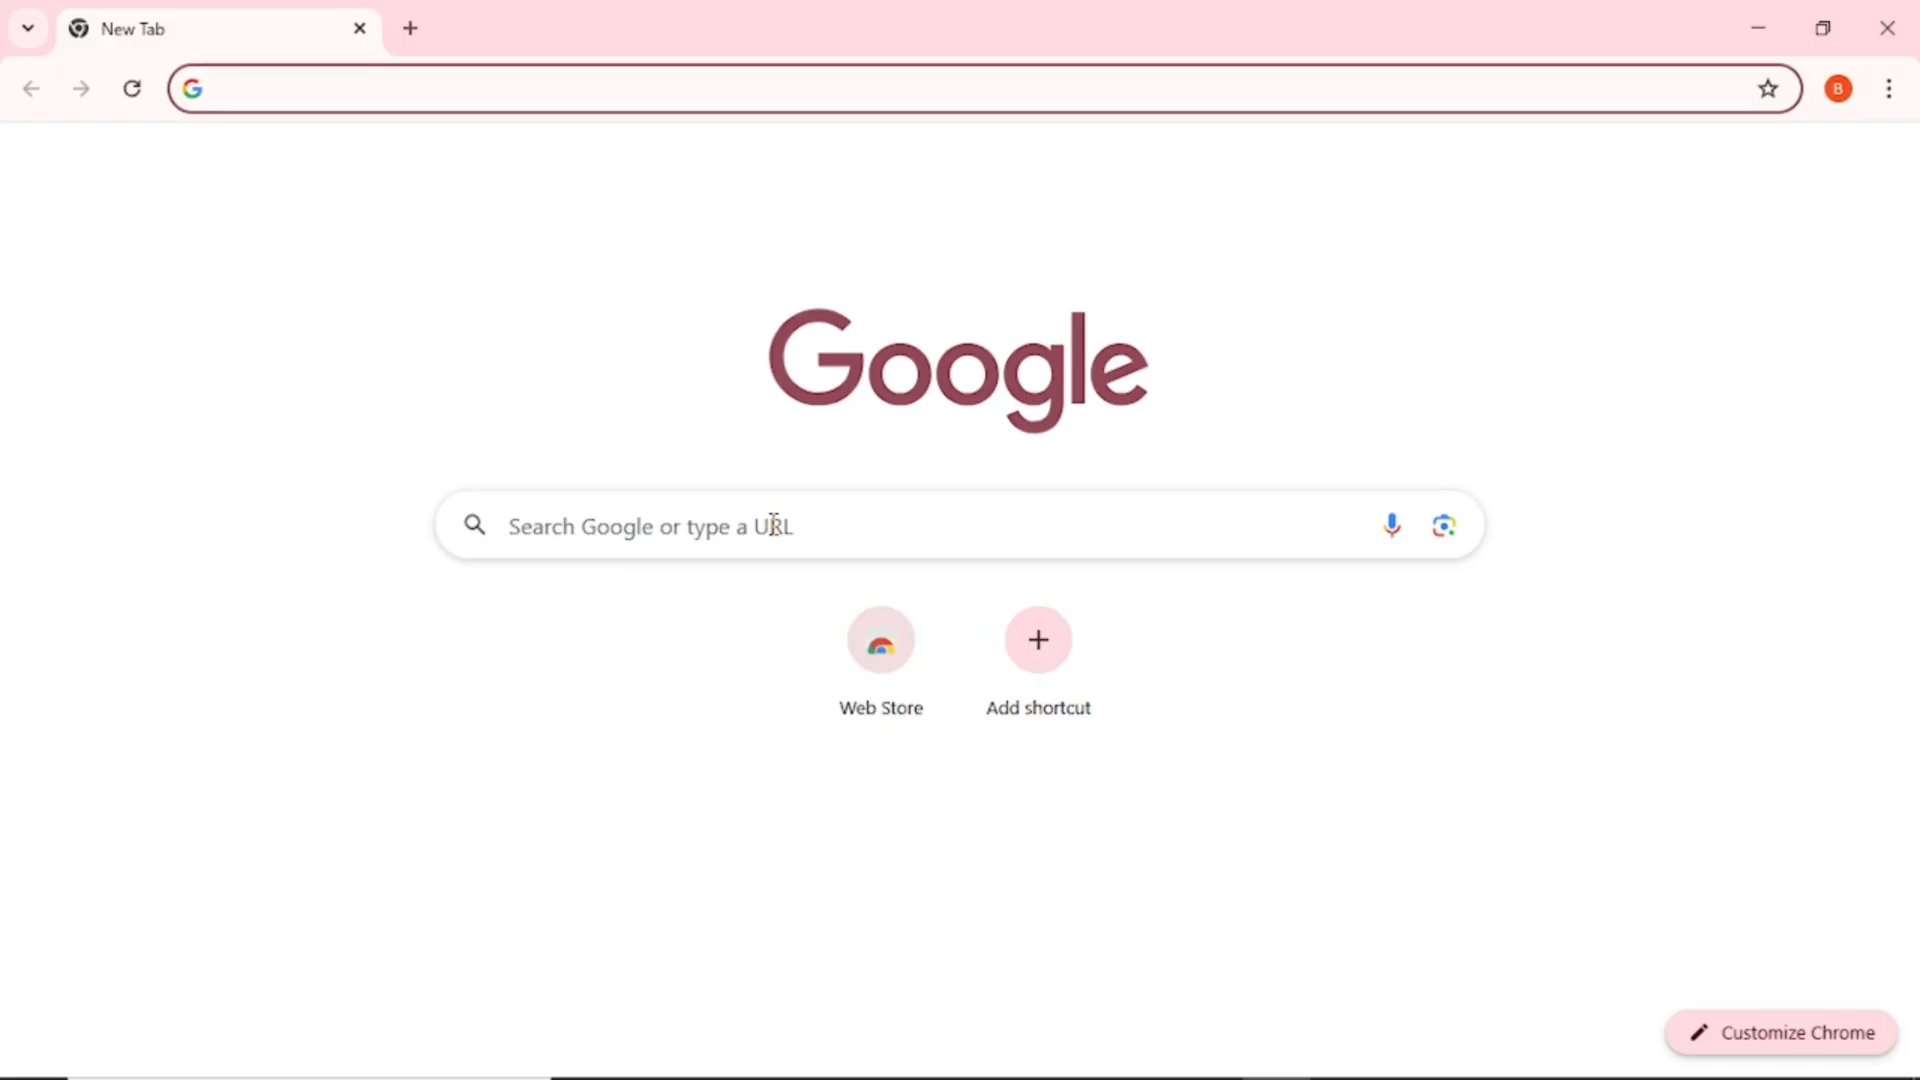 New Tab
B
Google
Search Google or type a URL
Web Store
Add shortcut
Customize Chrome